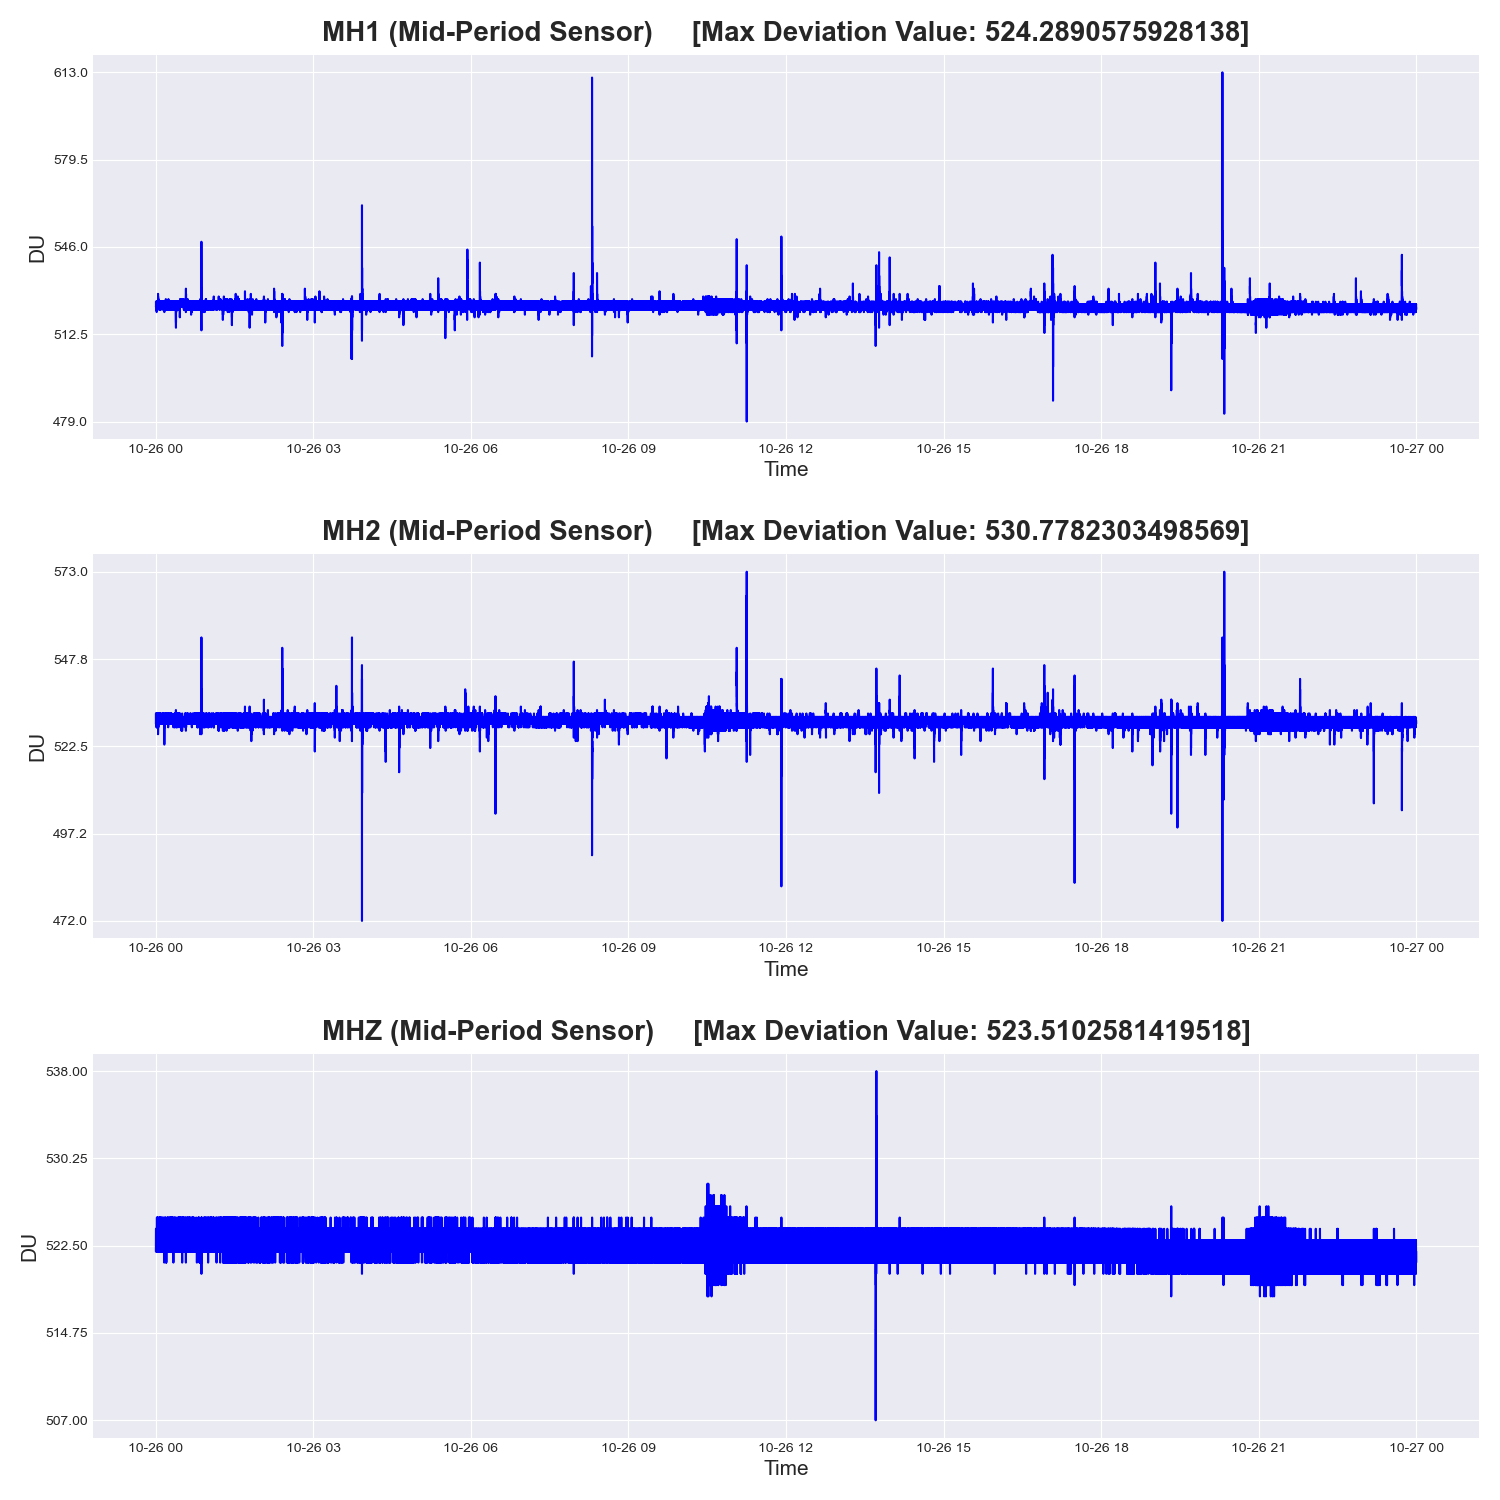 MH1 (Mid-Period Sensor) [Max Deviation Value: 524.2890575928138]
613.0
579.5
546.0
512.5
479.0
DU
10-26 00 10-26 03 10-26 06 10-26 09 10-26 12 10-26 15 10-26 18 10-26 21 10-27 00
Time
MH2 (Mid-Period Sensor) [Max Deviation Value: 530.7782303498569]
573.0
547.8
522.5
497.2
472.0
DU
10-26 00 10-26 03 10-26 06 10-26 09 10-26 12 10-26 15 10-26 18 10-26 21 10-27 00
Time
MHZ (Mid-Period Sensor) [Max Deviation Value: 523.5102581419518]
538.00
530.25
522.50
514.75
507.00
DU
10-26 00 10-26 03 10-26 06 10-26 09 10-26 12 10-26 15 10-26 18 10-26 21 10-27 00
Time